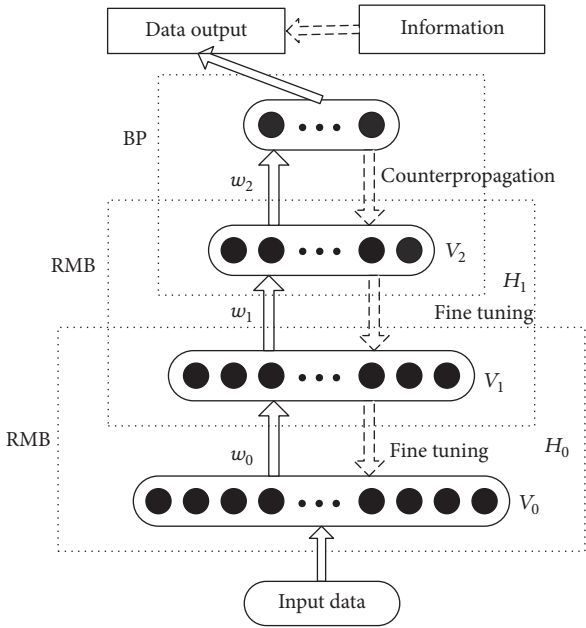 Data output
Information
BP
w2
Counterpropagation
RMB
V2
H1
w1
Fine tuning
V1
RMB
w0
Fine tuning
H0
V0
Input data